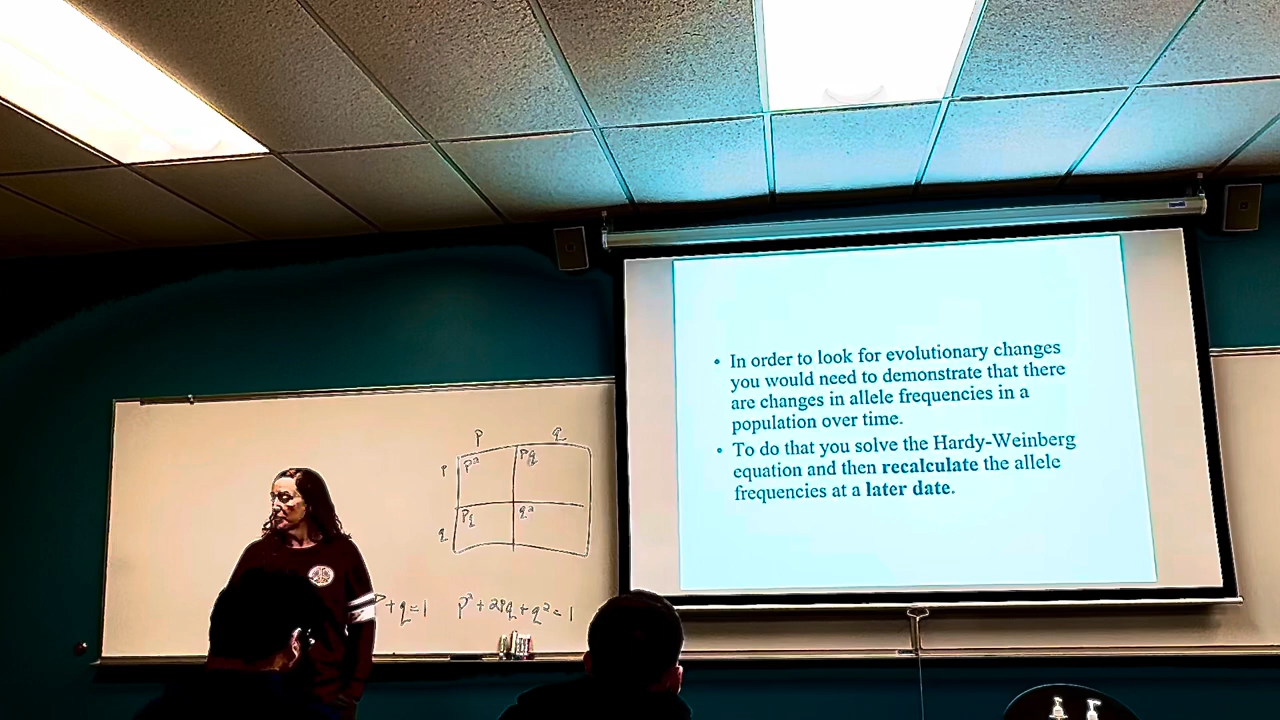 p q
p p² pq
q pq q²
p + q = 1 p² + 2pq + q² = 1
• In order to look for evolutionary changes
you would need to demonstrate that there
are changes in allele frequencies in a
population over time.
• To do that you solve the Hardy-Weinberg
equation and then recalculate the allele
frequencies at a later date.